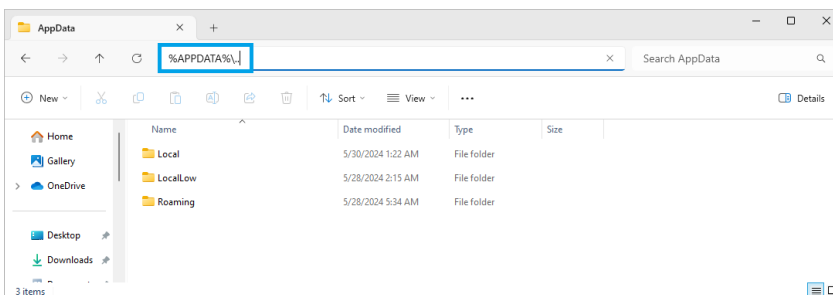 AppData
%APPDATA%\..
Search AppData
New
Sort
View
Details
Name Date modified Type Size
Home
Gallery
OneDrive
Desktop
Downloads
Local 5/30/2024 1:22 AM File folder
LocalLow 5/28/2024 2:15 AM File folder
Roaming 5/28/2024 5:34 AM File folder
3 items